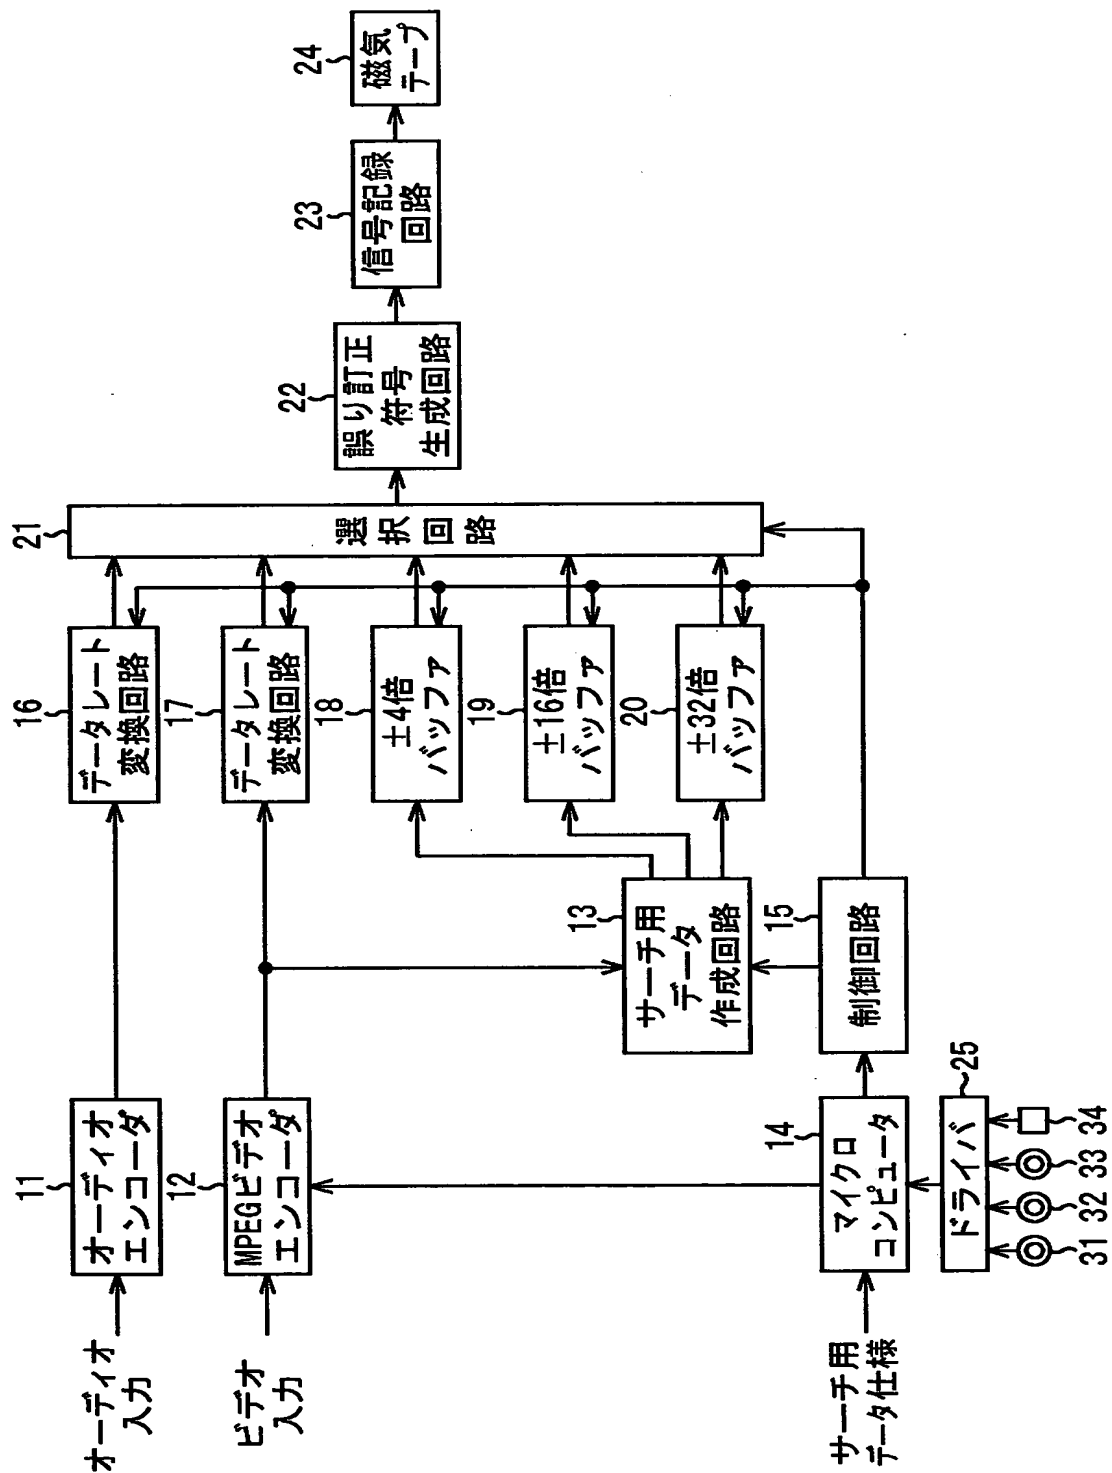 オーディオ
入力
11
オーディオ
エンコーダ
16
データレート
変換回路
ビデオ
入力
12
MPEGビデオ
エンコーダ
17
データレート
変換回路
18
±4倍
バッファ
19
±16倍
バッファ
20
±32倍
バッファ
13
サーチ用
データ
作成回路
サーチ用
データ仕様
14
マイクロ
コンピュータ
15
制御回路
25
ドライバ
31
32
33
34
21
選択回路
22
誤り訂正
符号
生成回路
23
信号記録
回路
24
磁気
テープ